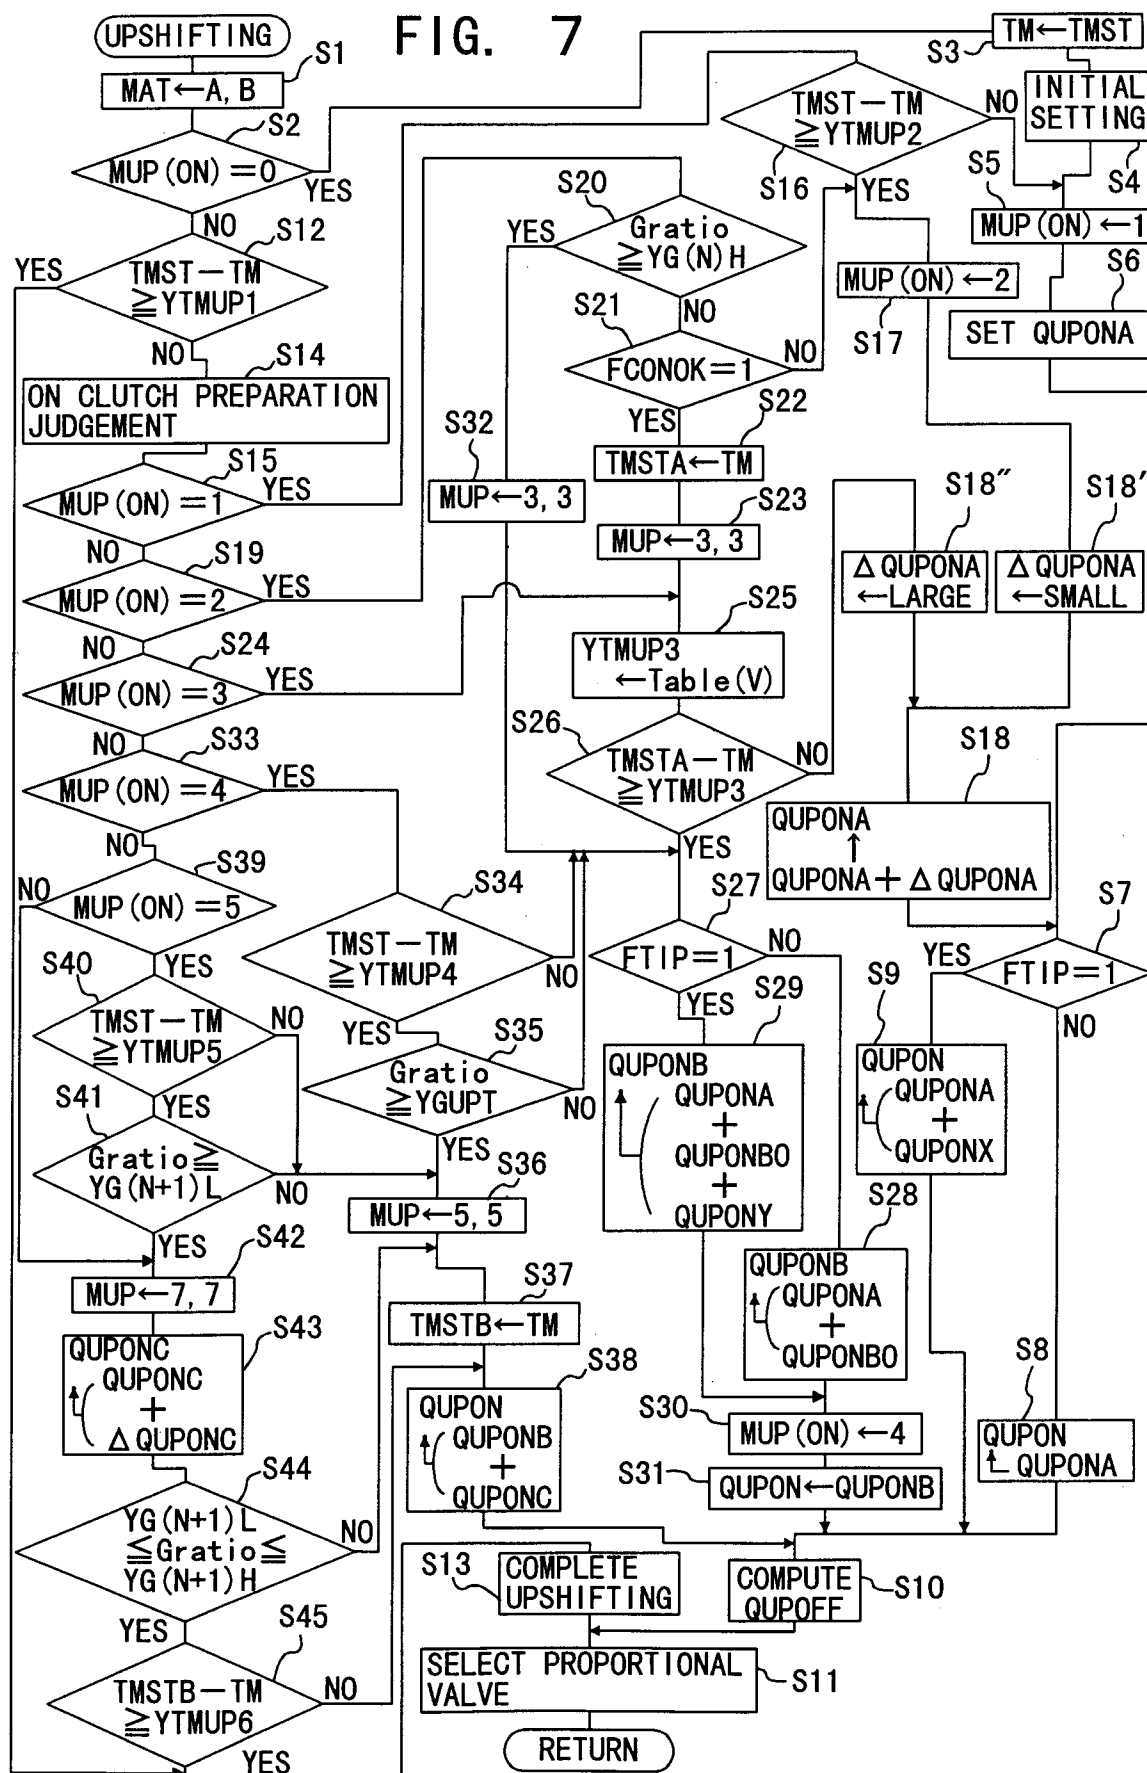 FIG. 7
UPSHIFTING
S1
MAT←A, B
S2
MUP(ON)=0
YES
NO
S12
YES
TMST−TM
≧YTMUP1
NO
S14
ON CLUTCH PREPARATION
JUDGEMENT
S15
MUP(ON)=1
YES
NO
S19
MUP(ON)=2
YES
NO
S24
MUP(ON)=3
YES
NO
S33
MUP(ON)=4
YES
NO
S39
NO
MUP(ON)=5
YES
S40
TMST−TM
≧YTMUP5
NO
YES
S41
Gratio≧
YG(N+1)L
NO
YES
S42
MUP←7, 7
S43
QUPONC
QUPONC
+
ΔQUPONC
S44
YG(N+1)L
≦Gratio≦
YG(N+1)H
NO
YES
S45
TMSTB−TM
≧YTMUP6
NO
YES
S34
TMST−TM
≧YTMUP4
NO
YES
S35
Gratio
≧YGUPT
NO
YES
S36
MUP←5, 5
S37
TMSTB←TM
S38
QUPON
QUPONB
+
QUPONC
S20
YES
Gratio
≧YG(N)H
NO
S21
FCONOK=1
NO
YES
S22
TMSTA←TM
S32
MUP←3, 3
S23
MUP←3, 3
S25
YTMUP3
←Table(V)
S26
TMSTA−TM
≧YTMUP3
NO
YES
S27
FTIP=1
NO
YES
S29
QUPONB
QUPONA
+
QUPONBO
+
QUPONY
S28
QUPONB
QUPONA
+
QUPONBO
S30
MUP(ON)←4
S31
QUPON←QUPONB
S3
TM←TMST
INITIAL
SETTING
S4
TMST−TM
≧YTMUP2
NO
S16
YES
S5
MUP(ON)←1
S6
SET QUPONA
MUP(ON)←2
S17
S18″
ΔQUPONA
←LARGE
S18′
ΔQUPONA
←SMALL
S18
QUPONA
↑
QUPONA+ΔQUPONA
S7
YES
FTIP=1
NO
S9
QUPON
QUPONA
+
QUPONX
S8
QUPON
QUPONA
S13
COMPLETE
UPSHIFTING
COMPUTE
QUPOFF
S10
SELECT PROPORTIONAL
VALVE
S11
RETURN